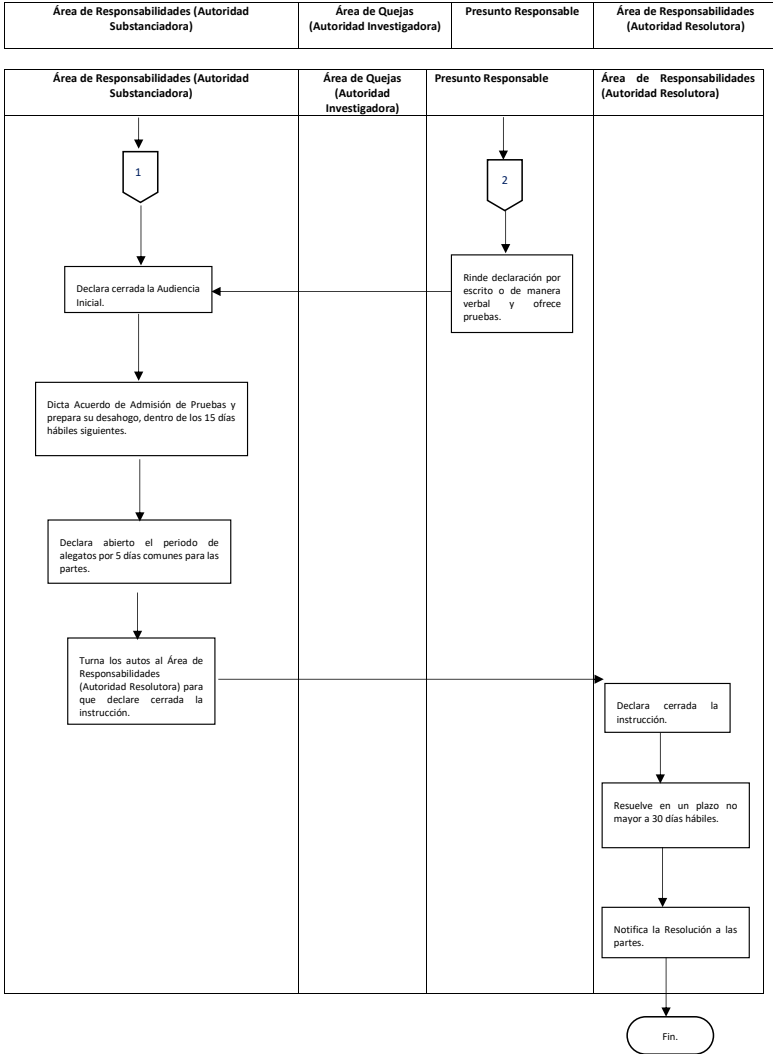 Área de Responsabilidades (Autoridad
Substanciadora)
Área de Quejas
(Autoridad Investigadora)
Presunto Responsable
Área de Responsabilidades
(Autoridad Resolutora)
Área de Responsabilidades (Autoridad
Substanciadora)
Área de Quejas
(Autoridad
Investigadora)
Presunto Responsable
Área de Responsabilidades
(Autoridad Resolutora)
1
2
Declara cerrada la Audiencia
Inicial.
Rinde declaración por
escrito o de manera
verbal y ofrece
pruebas.
Dicta Acuerdo de Admisión de Pruebas y
prepara su desahogo, dentro de los 15 días
hábiles siguientes.
Declara abierto el periodo de
alegatos por 5 días comunes para las
partes.
Turna los autos al Área de
Responsabilidades
(Autoridad Resolutora) para
que declare cerrada la
instrucción.
Declara cerrada la
instrucción.
Resuelve en un plazo no
mayor a 30 días hábiles.
Notifica la Resolución a las
partes.
Fin.